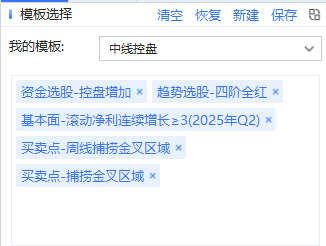 模板选择 清空 恢复 新建 保存
我的模板: 中线控盘
资金选股-控盘增加 × 趋势选股-四阶全红 ×
基本面-滚动净利连续增长≥3(2025年Q2) ×
买卖点-周线捕捞金叉区域 ×
买卖点-捕捞金叉区域 ×